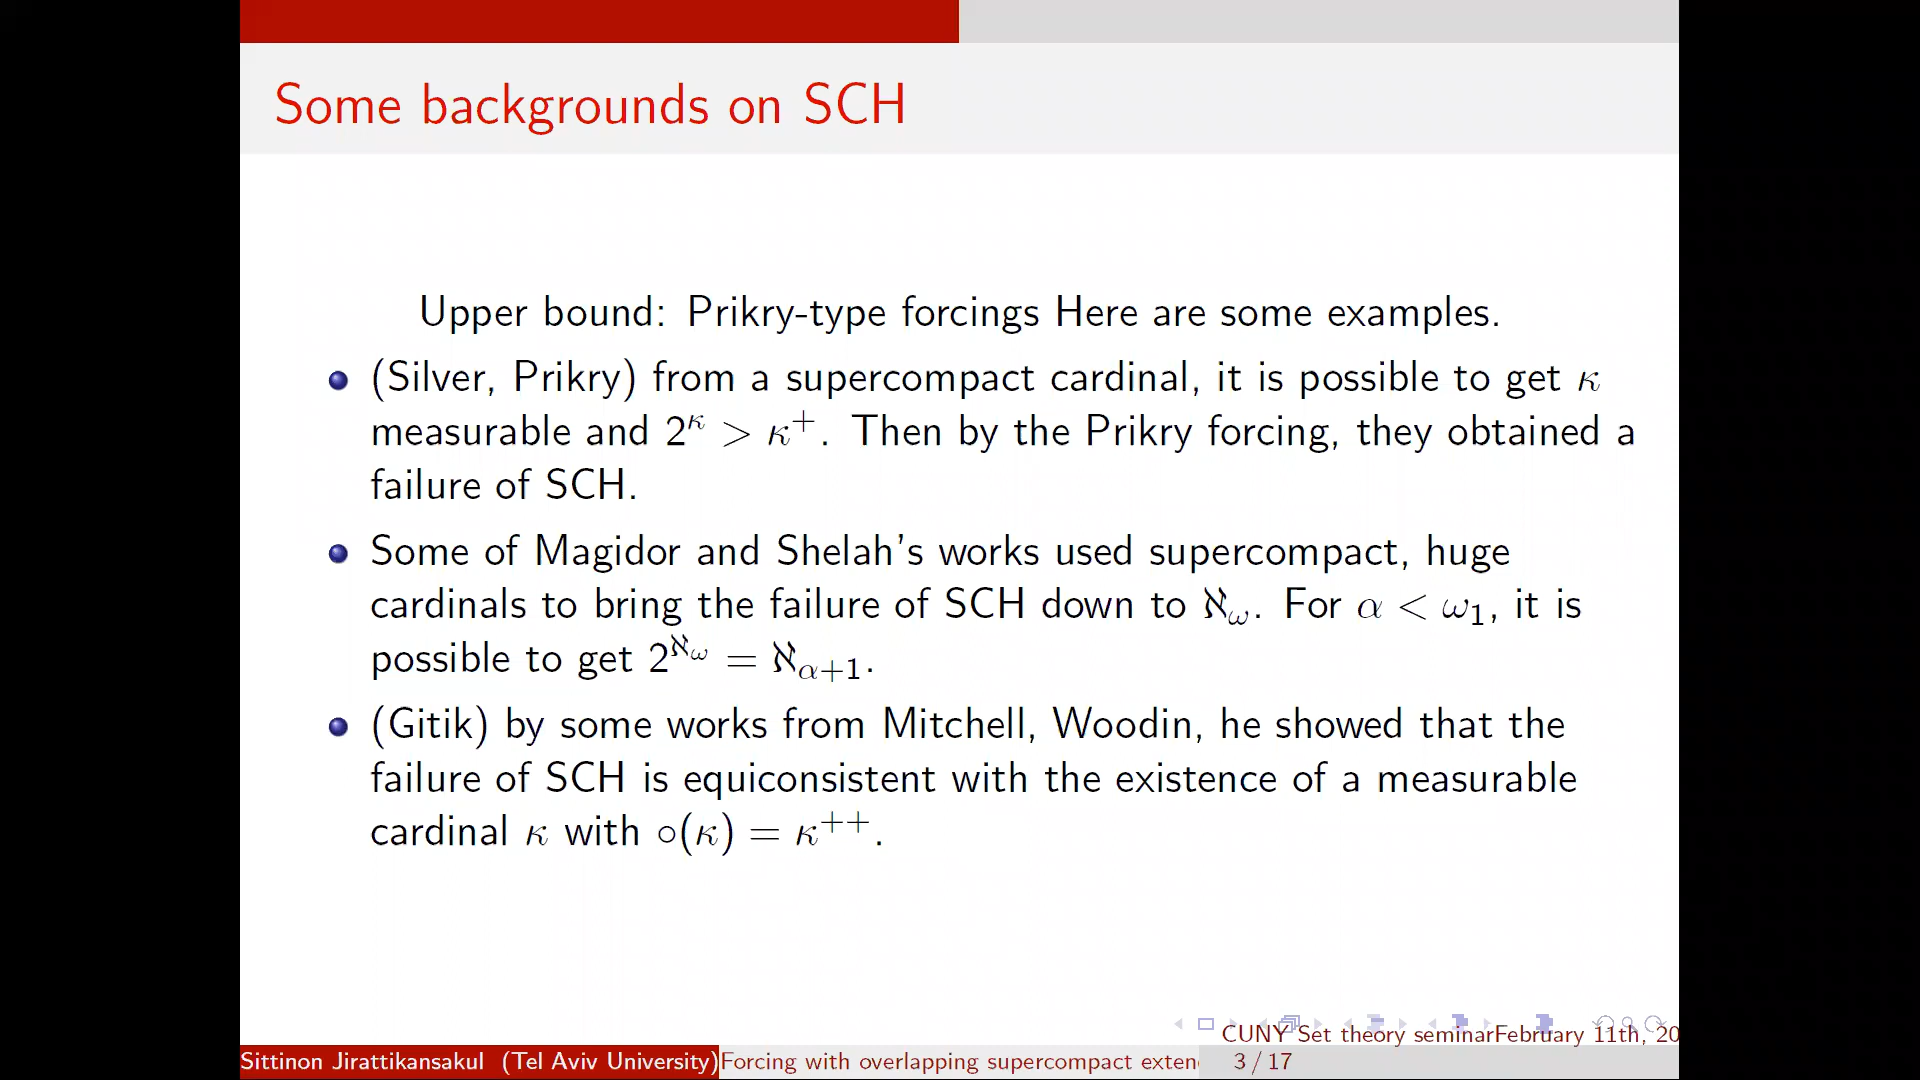 Some backgrounds on SCH
Upper bound: Prikry-type forcings Here are some examples.
(Silver, Prikry) from a supercompact cardinal, it is possible to get κ
measurable and 2^κ > κ^+. Then by the Prikry forcing, they obtained a
failure of SCH.
Some of Magidor and Shelah's works used supercompact, huge
cardinals to bring the failure of SCH down to ℵ_ω. For α < ω_1, it is
possible to get 2^{ℵ_ω} = ℵ_{α+1}.
(Gitik) by some works from Mitchell, Woodin, he showed that the
failure of SCH is equiconsistent with the existence of a measurable
cardinal κ with ∘(κ) = κ^{++}.
CUNY Set theory seminarFebruary 11th, 20
Sittinon Jirattikansakul (Tel Aviv University) Forcing with overlapping supercompact exten 3 / 17